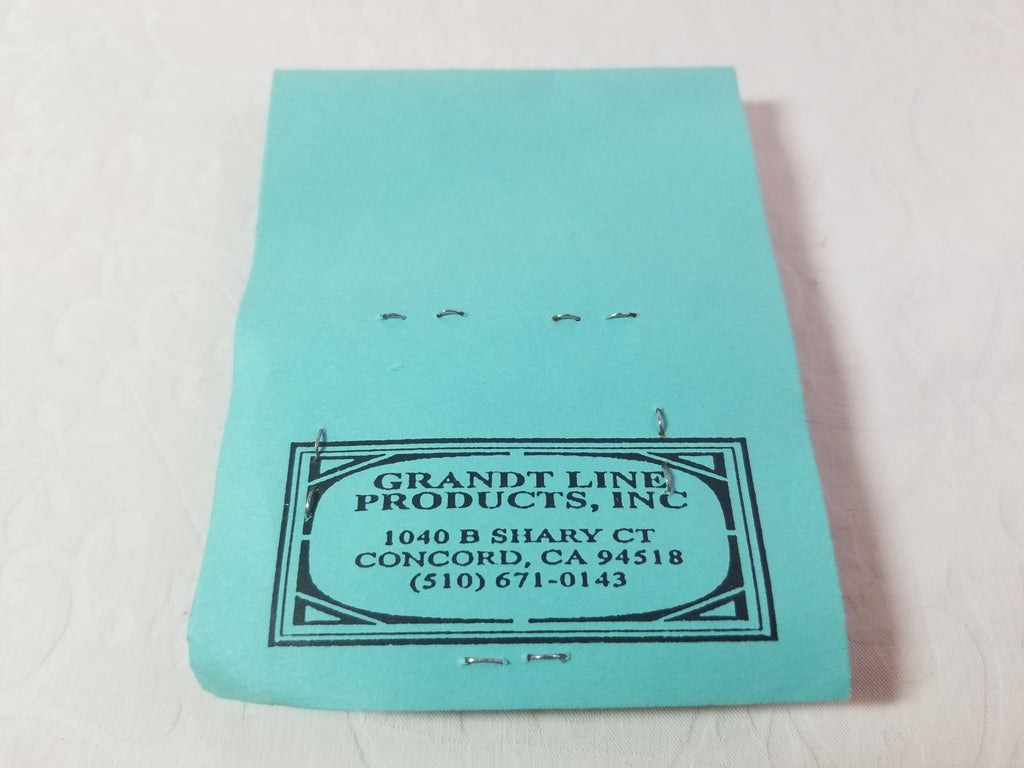 GRANDT LINE
PRODUCTS, INC
1040 B SHARY CT
CONCORD, CA 94518
(510) 671-0143